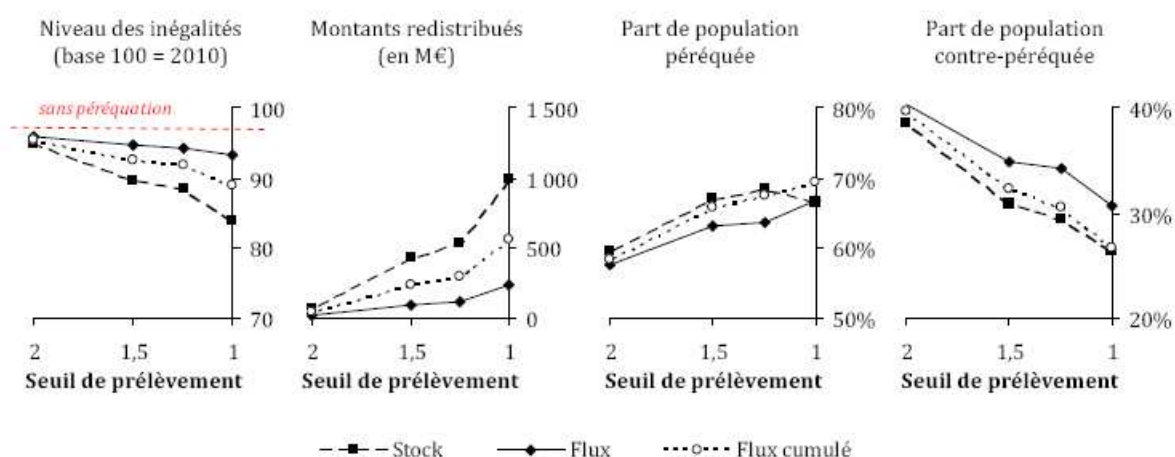 Niveau des inégalités
(base 100 = 2010)
sans péréquation
100
90
80
70
2 1,5 1
Seuil de prélèvement
Montants redistribués
(en M€)
1 500
1 000
500
0
2 1,5 1
Seuil de prélèvement
Part de population
péréquée
80%
70%
60%
50%
2 1,5 1
Seuil de prélèvement
Part de population
contre-péréquée
40%
30%
20%
2 1,5 1
Seuil de prélèvement
Stock Flux Flux cumulé